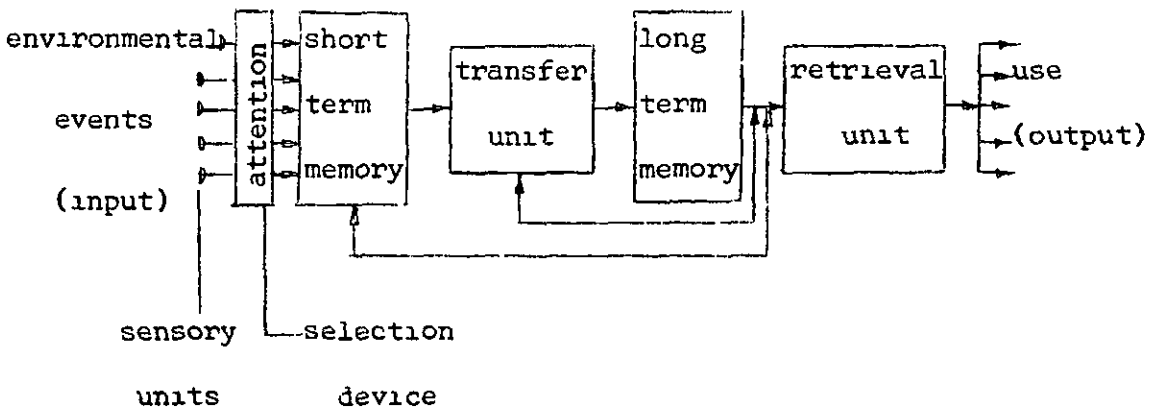 environmental
events
(input)
attention
short
term
memory
transfer
unit
long
term
memory
retrieval
unit
use
(output)
sensory
units
selection
device